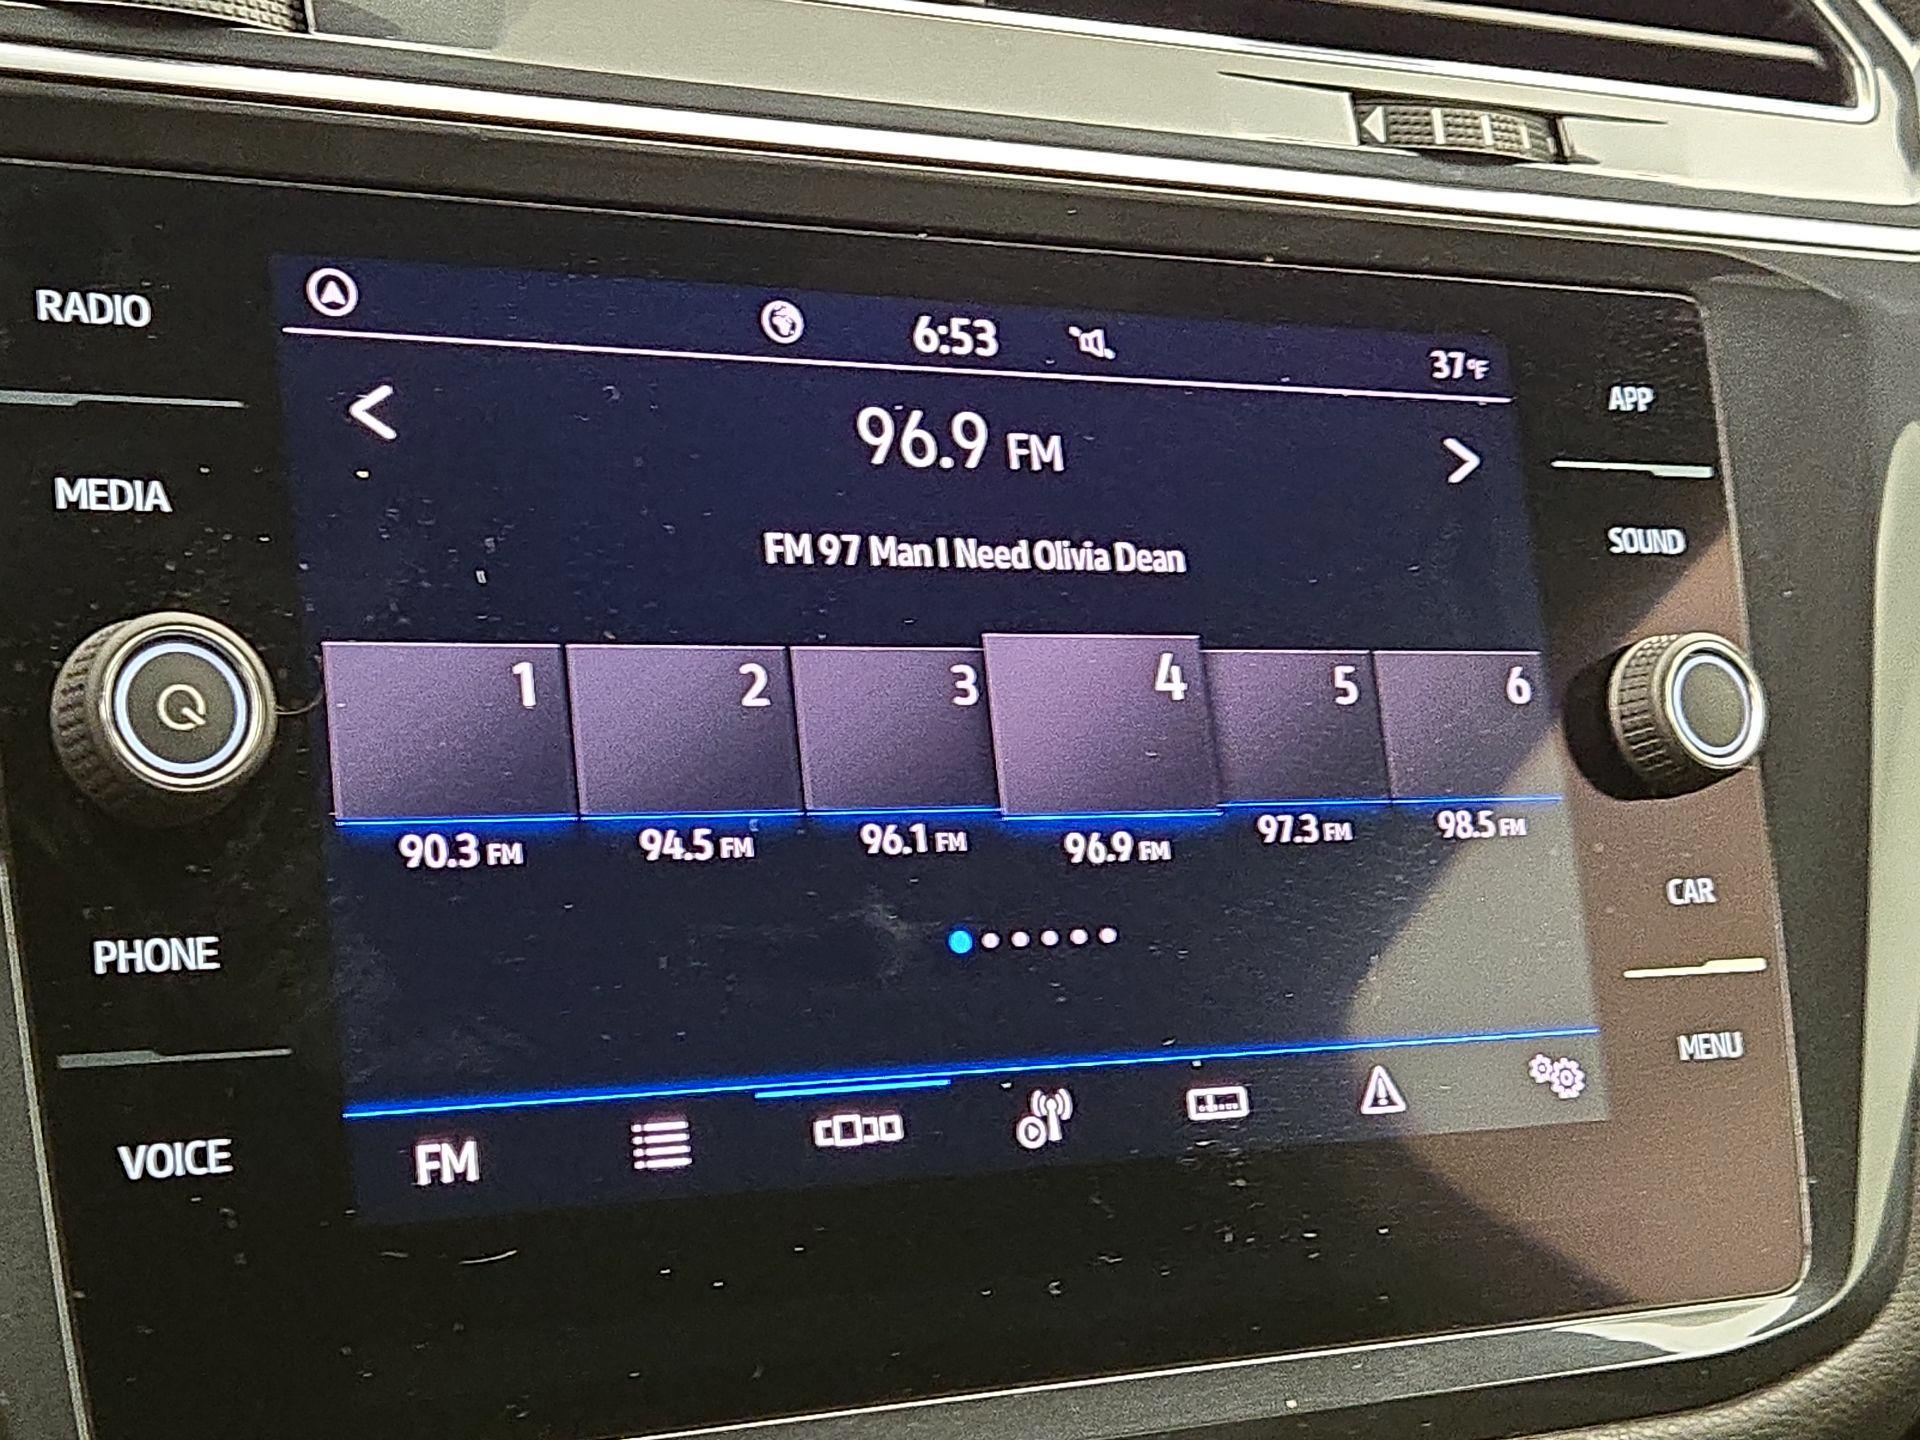 RADIO
MEDIA
PHONE
VOICE
6:53
37°F
96.9 FM
FM 97 Man I Need Olivia Dean
1 2 3 4 5 6
90.3 FM 94.5 FM 96.1 FM 96.9 FM 97.3 FM 98.5 FM
FM
APP
SOUND
CAR
MENU